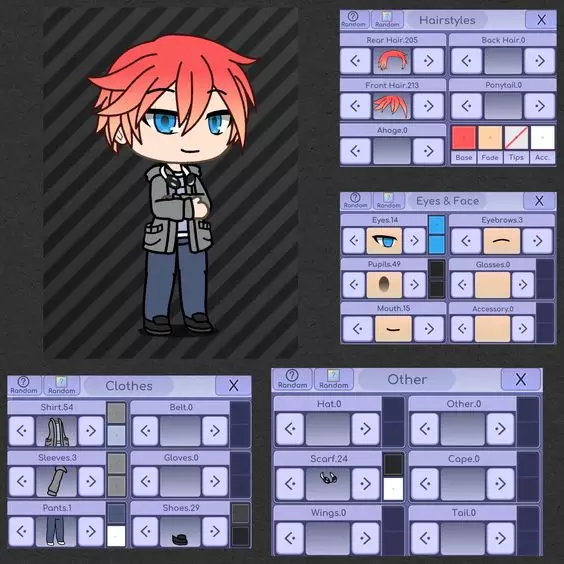 Random
Random
Hairstyles
X
Rear Hair.205
Back Hair.0
Front Hair.213
Ponytail.0
Ahoge.0
Base
Fade
Tips
Acc.
Random
Random
Eyes & Face
X
Eyes.14
Eyebrows.3
Pupils.49
Glasses.0
Mouth.15
Accessory.0
Random
Random
Clothes
X
Shirt.54
Belt.0
Sleeves.3
Gloves.0
Pants.1
Shoes.29
Random
Random
Other
X
Hat.0
Other.0
Scarf.24
Cape.0
Wings.0
Tail.0